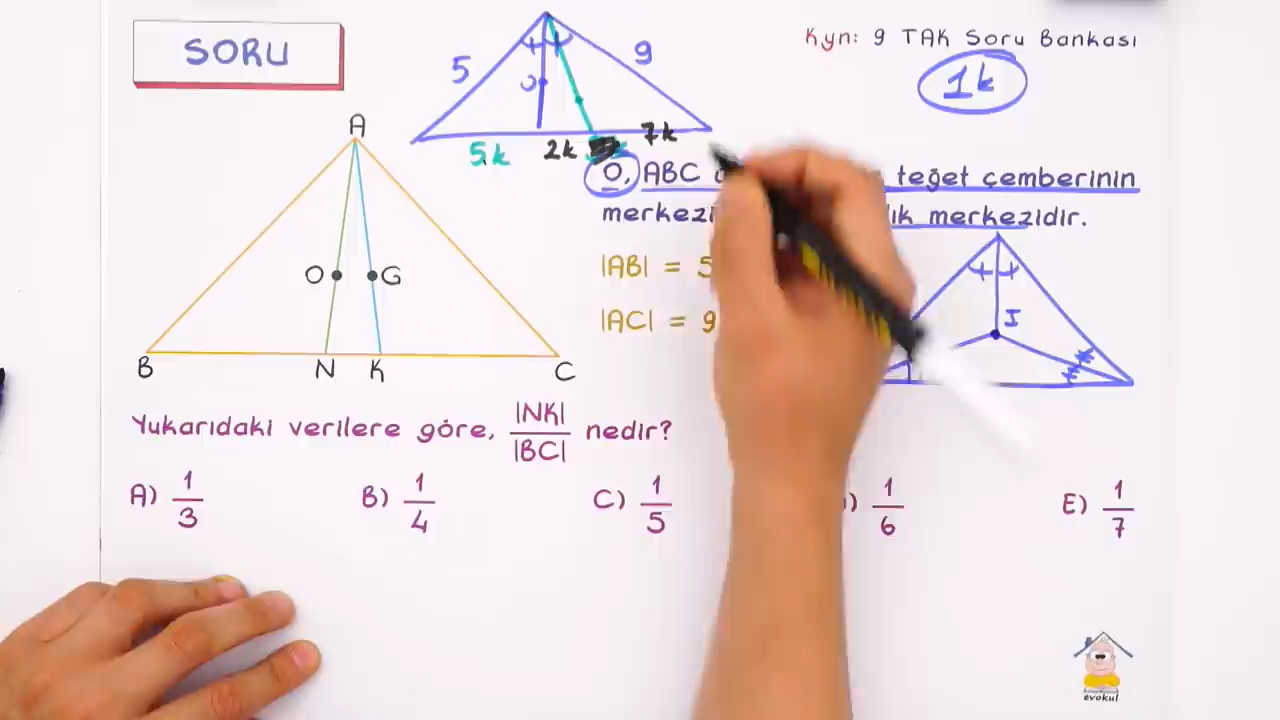 SORU
Kyn: 9 TAK Soru Bankası
1k
5
9
O
5k 2k 7k
O, ABC teğet çemberinin
lık merkezidir.
A
O G
B N K C
|AB| = 5
|AC| = 9
I
Yukarıdaki verilere göre, |NK| / |BC| nedir?
A) 1/3 B) 1/4 C) 1/5 1/6 E) 1/7
evokul